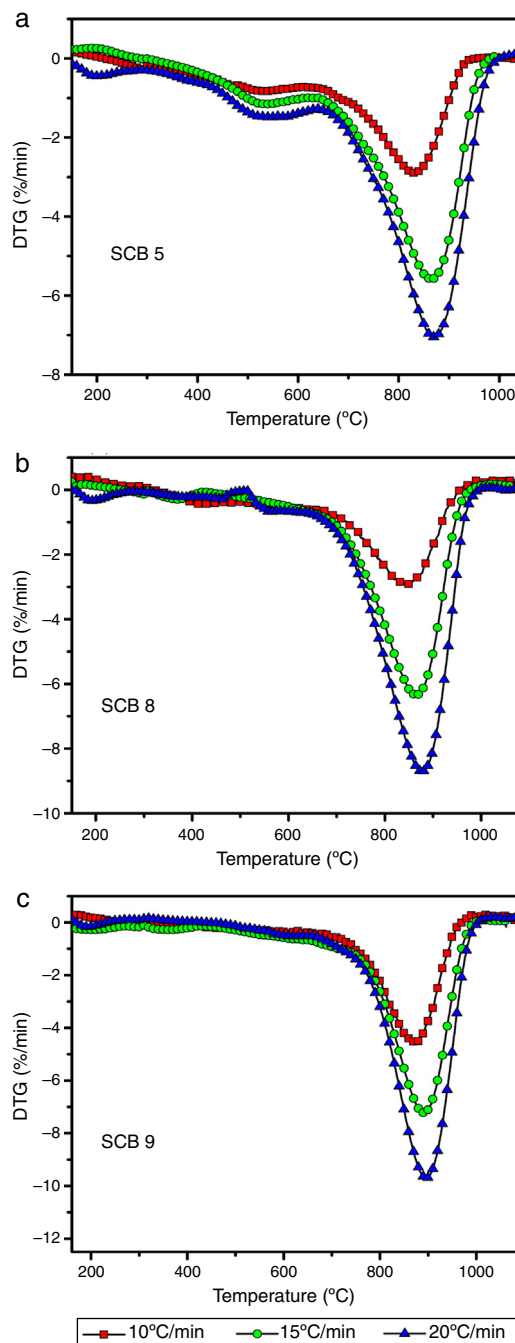 a
0
−2
−4
−6
−8
DTG (%/min)
SCB 5
200 400 600 800 1000
Temperature (ºC)
b
0
−2
−4
−6
−8
−10
DTG (%/min)
SCB 8
200 400 600 800 1000
Temperature (ºC)
c
0
−2
−4
−6
−8
−10
−12
DTG (%/min)
SCB 9
200 400 600 800 1000
Temperature (ºC)
10ºC/min 15ºC/min 20ºC/min